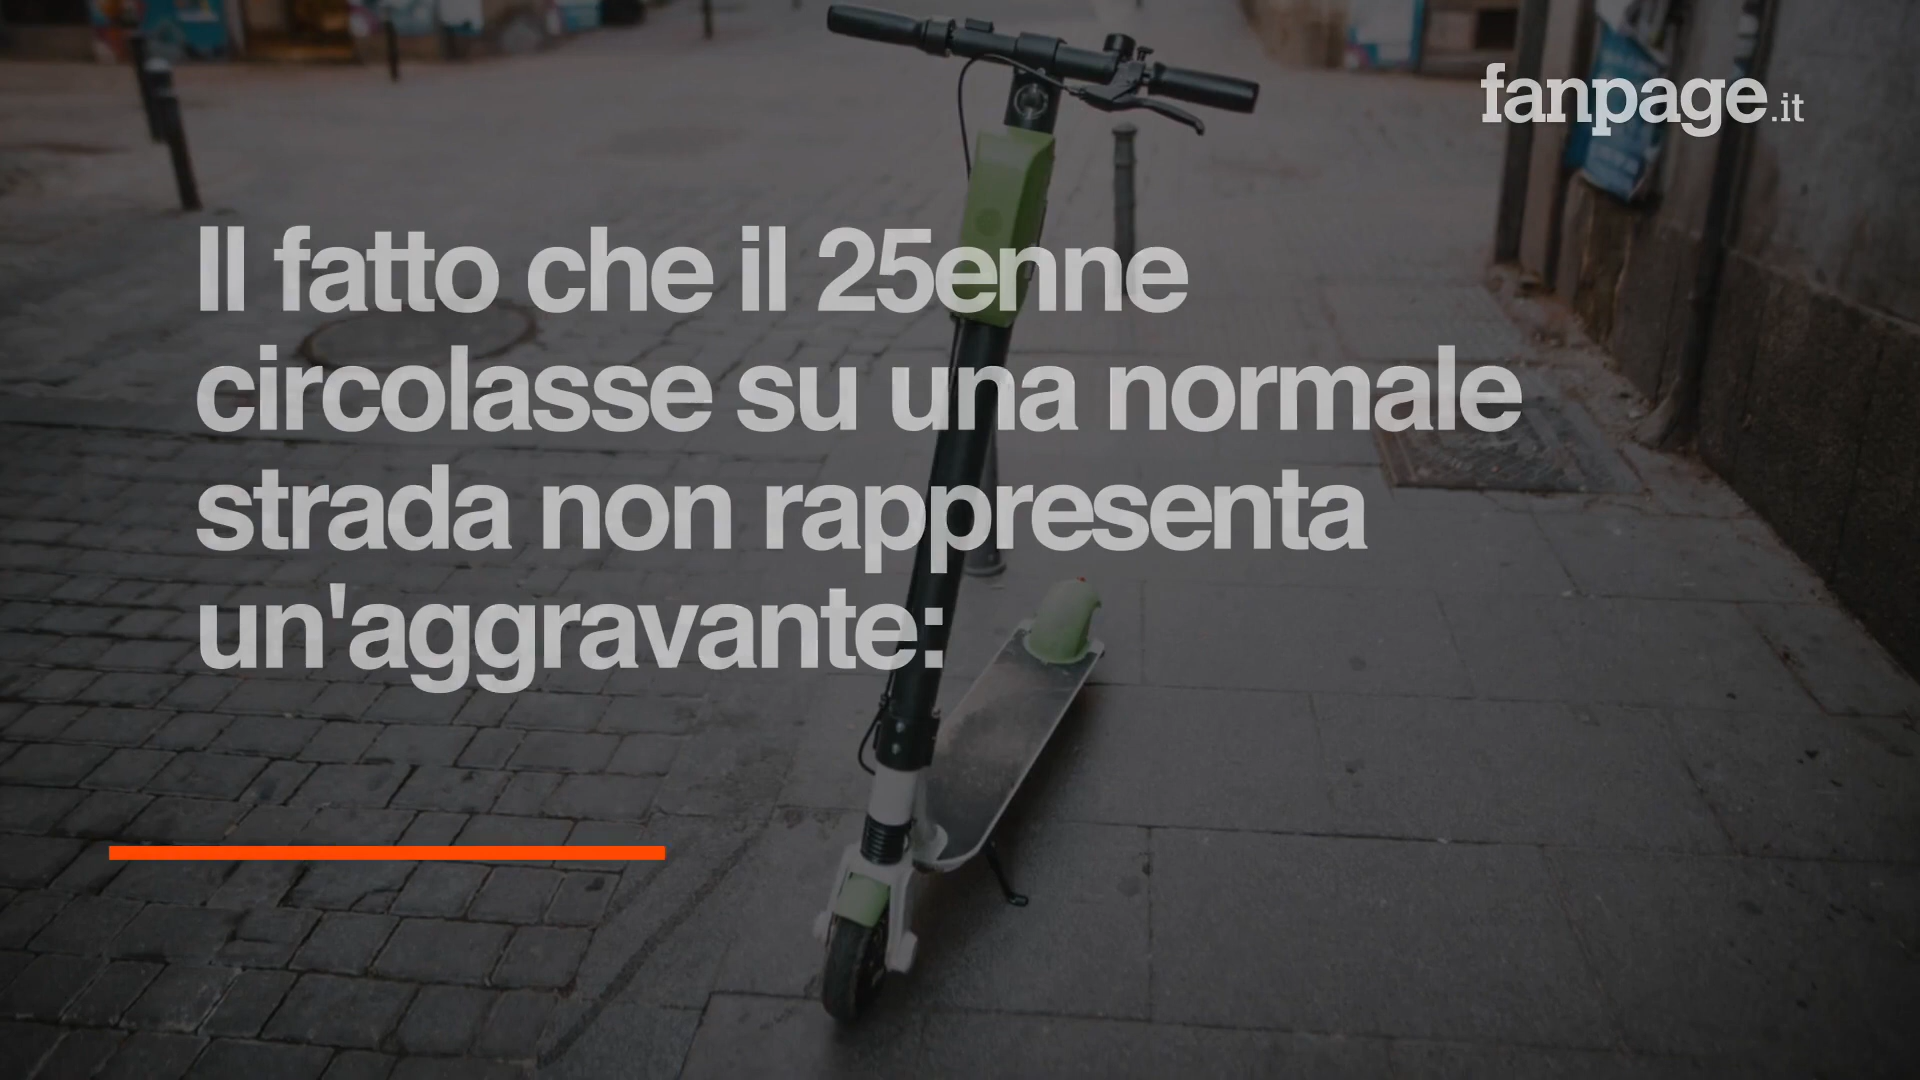 fanpage.it
Il fatto che il 25enne
circolasse su una normale
strada non rappresenta
un'aggravante: